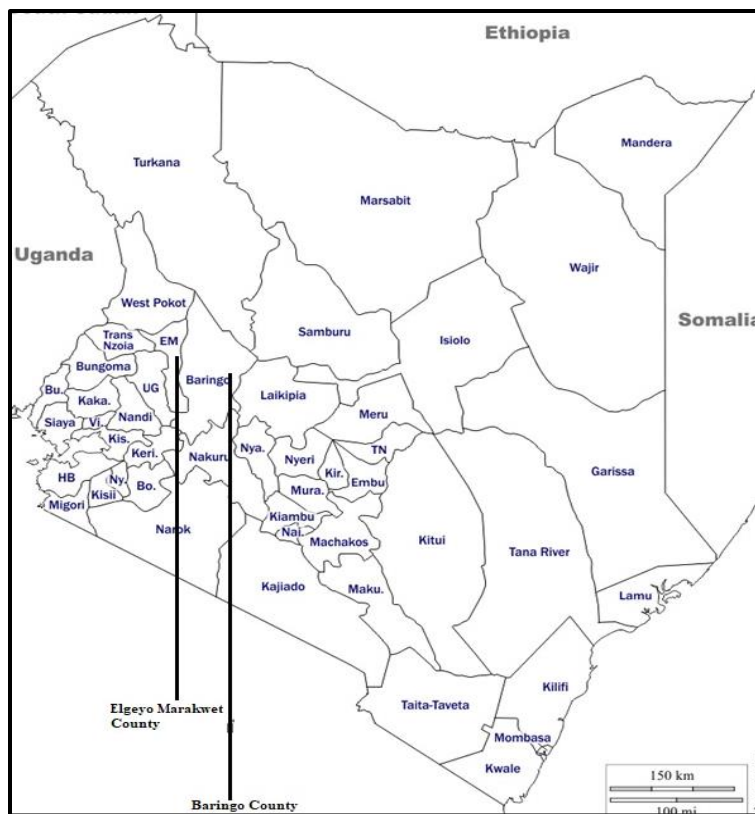 Ethiopia
Mandera
Turkana
Marsabit
Uganda
Wajir
West Pokot
Somalia
Samburu
Isiolo
Trans
Nzoia
EM
Bungoma
Baringo
Bu.
UG
Laikipia
Kaka.
Meru
Siaya
Vi.
Nandi
Kis.
Nya.
TN
Keri.
Nakuru
Nyeri
Garissa
HB
Ny.
Kir.
Embu
Kisii
Bo.
Mura.
Migori
Kiambu
Narok
Nai.
Machakos
Kitui
Tana River
Kajiado
Maku.
Lamu
Kilifi
Elgeyo Marakwet
County
Taita-Taveta
Mombasa
Kwale
150 km
Baringo County
100 mi